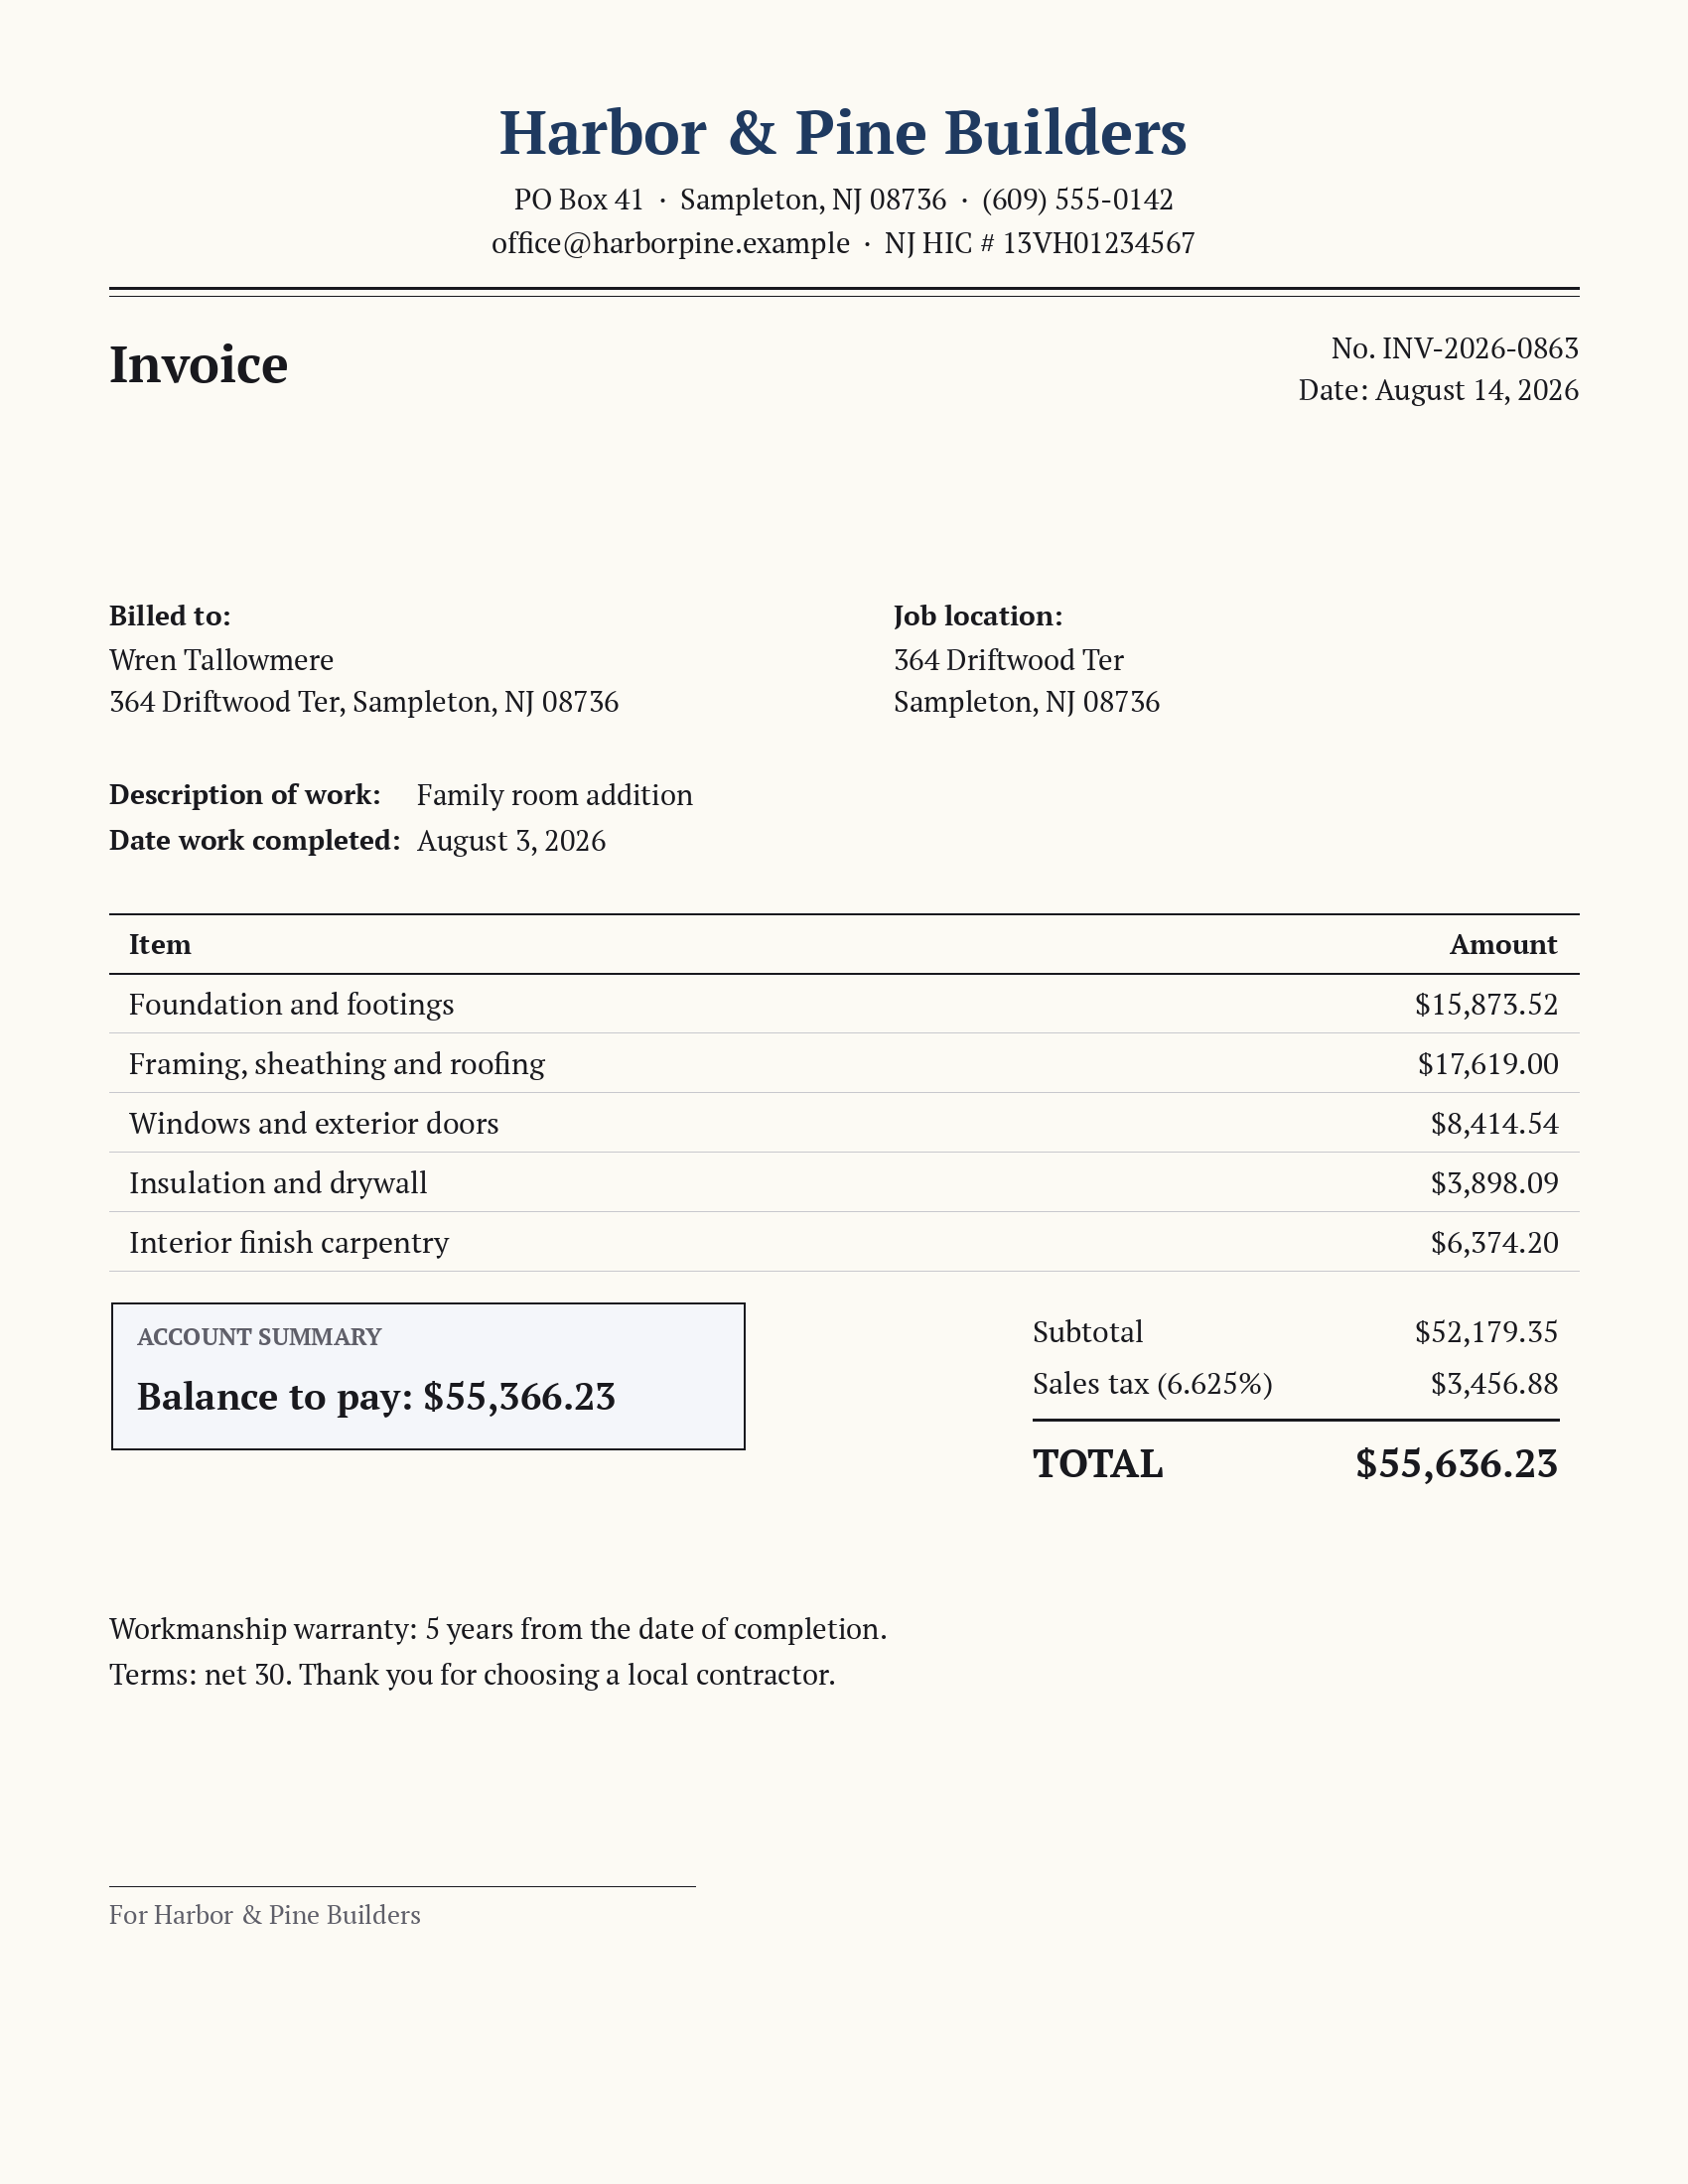 Harbor & Pine Builders
PO Box 41 · Sampleton, NJ 08736 · (609) 555-0142
office@harborpine.example · NJ HIC # 13VH01234567
Invoice
No. INV-2026-0863
Date: August 14, 2026
Billed to:
Wren Tallowmere
364 Driftwood Ter, Sampleton, NJ 08736
Job location:
364 Driftwood Ter
Sampleton, NJ 08736
Description of work: Family room addition
Date work completed: August 3, 2026
Item Amount
Foundation and footings $15,873.52
Framing, sheathing and roofing $17,619.00
Windows and exterior doors $8,414.54
Insulation and drywall $3,898.09
Interior finish carpentry $6,374.20
ACCOUNT SUMMARY
Balance to pay: $55,366.23
Subtotal $52,179.35
Sales tax (6.625%) $3,456.88
TOTAL $55,636.23
Workmanship warranty: 5 years from the date of completion.
Terms: net 30. Thank you for choosing a local contractor.
For Harbor & Pine Builders